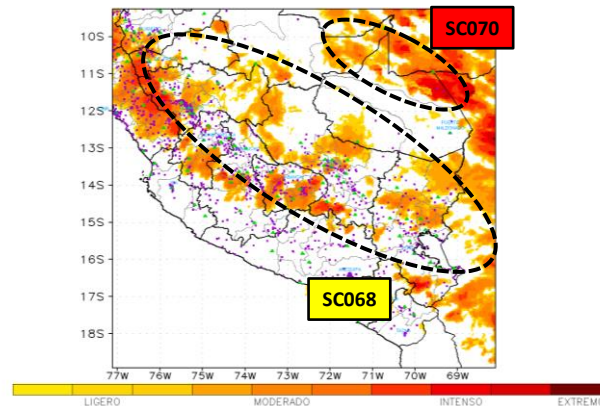 SC070
10S
11S
12S
13S
14S
15S
16S
17S
18S
SC068
77W 76W 75W 74W 73W 72W 71W 70W 69W
LIGERO MODERADO INTENSO EXTREMO